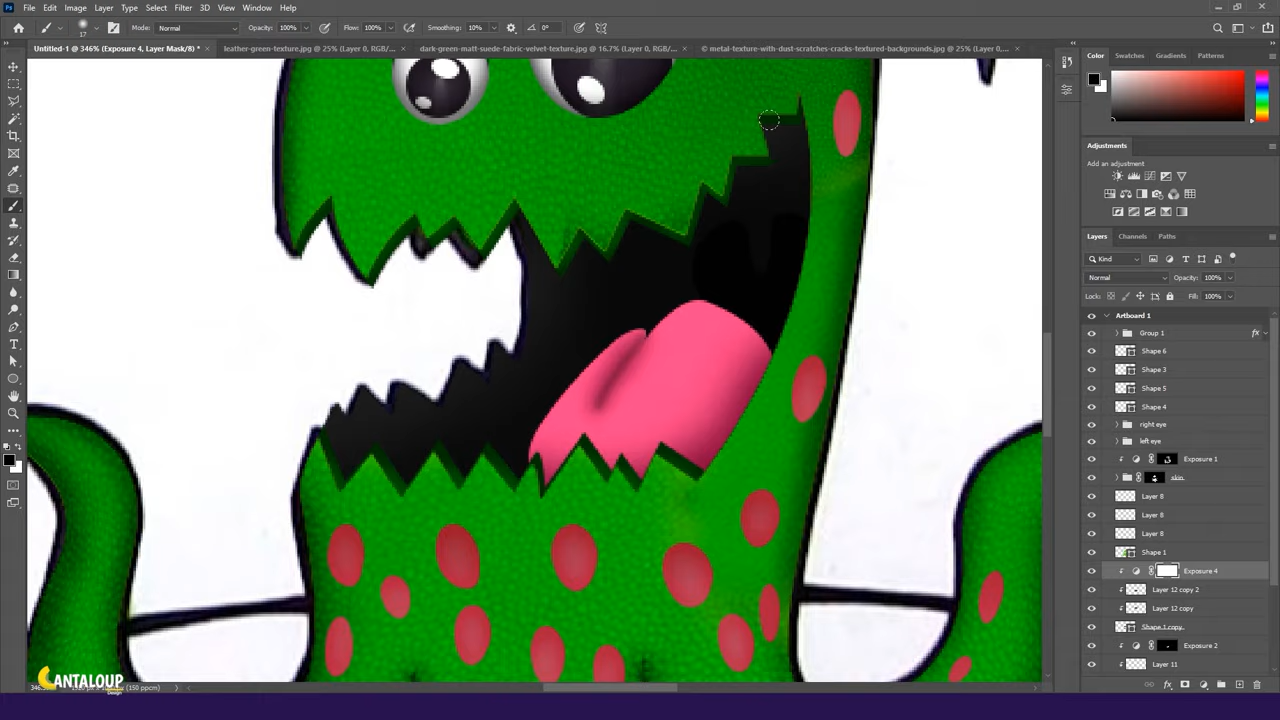 File Edit Image Layer Type Select Filter 3D View Window Help
Mode: Normal Opacity: 100% Flow: 100% Smoothing: 10% 0°
Untitled-1 @ 346% (Exposure 4, Layer Mask/8) * × leather-green-texture.jpg @ 25% (Layer 0, RGB/... × dark-green-matt-suede-fabric-velvet-texture.jpg @ 16.7% (Layer 0, RGB/... × © metal-texture-with-dust-scratches-cracks-textured-backgrounds.jpg @ 25% (Layer 0,... ×
Color Swatches Gradients Patterns
Adjustments
Add an adjustment
Layers Channels Paths
Kind
Normal Opacity: 100%
Lock: Fill: 100%
Artboard 1
Group 1 fx
Shape 6
Shape 3
Shape 5
Shape 4
right eye
left eye
Exposure 1
skin
Layer 8
Layer 8
Layer 8
Shape 1
Exposure 4
Layer 12 copy 2
Layer 12 copy
Shape 1 copy
Exposure 2
Layer 11
CANTALOUP
Design